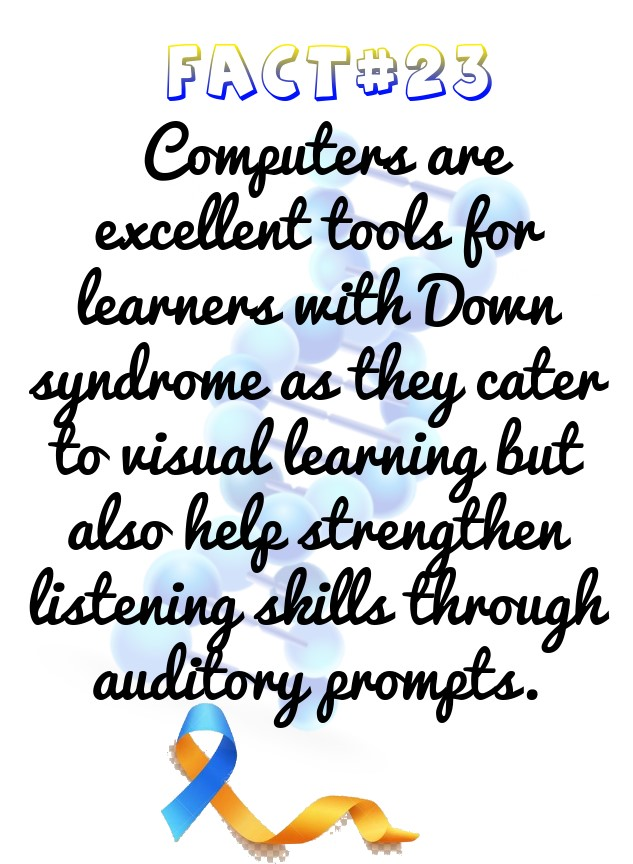 FACT#23
Computers are
excellent tools for
learners with Down
syndrome as they cater
to visual learning but
also help strengthen
listening skills through
auditory prompts.